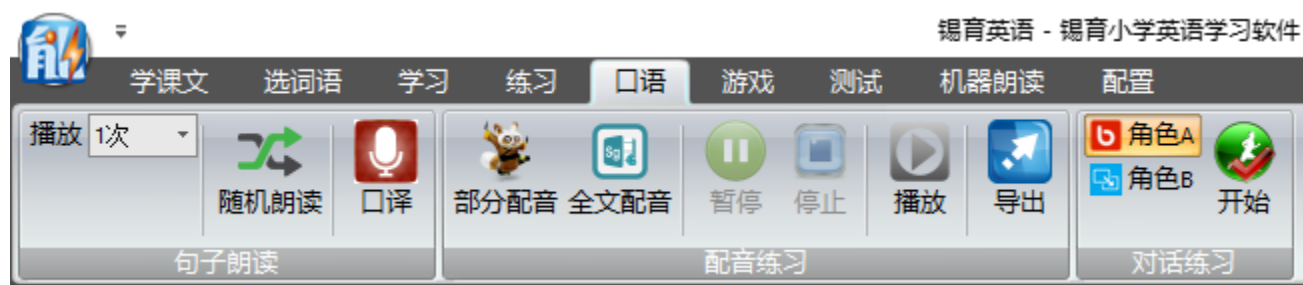 锡育英语 - 锡育小学英语学习软件
学课文 选词语 学习 练习 口语 游戏 测试 机器朗读 配置
播放 1次
随机朗读 口译
句子朗读
部分配音 全文配音 暂停 停止 播放 导出
配音练习
角色A
角色B
开始
对话练习